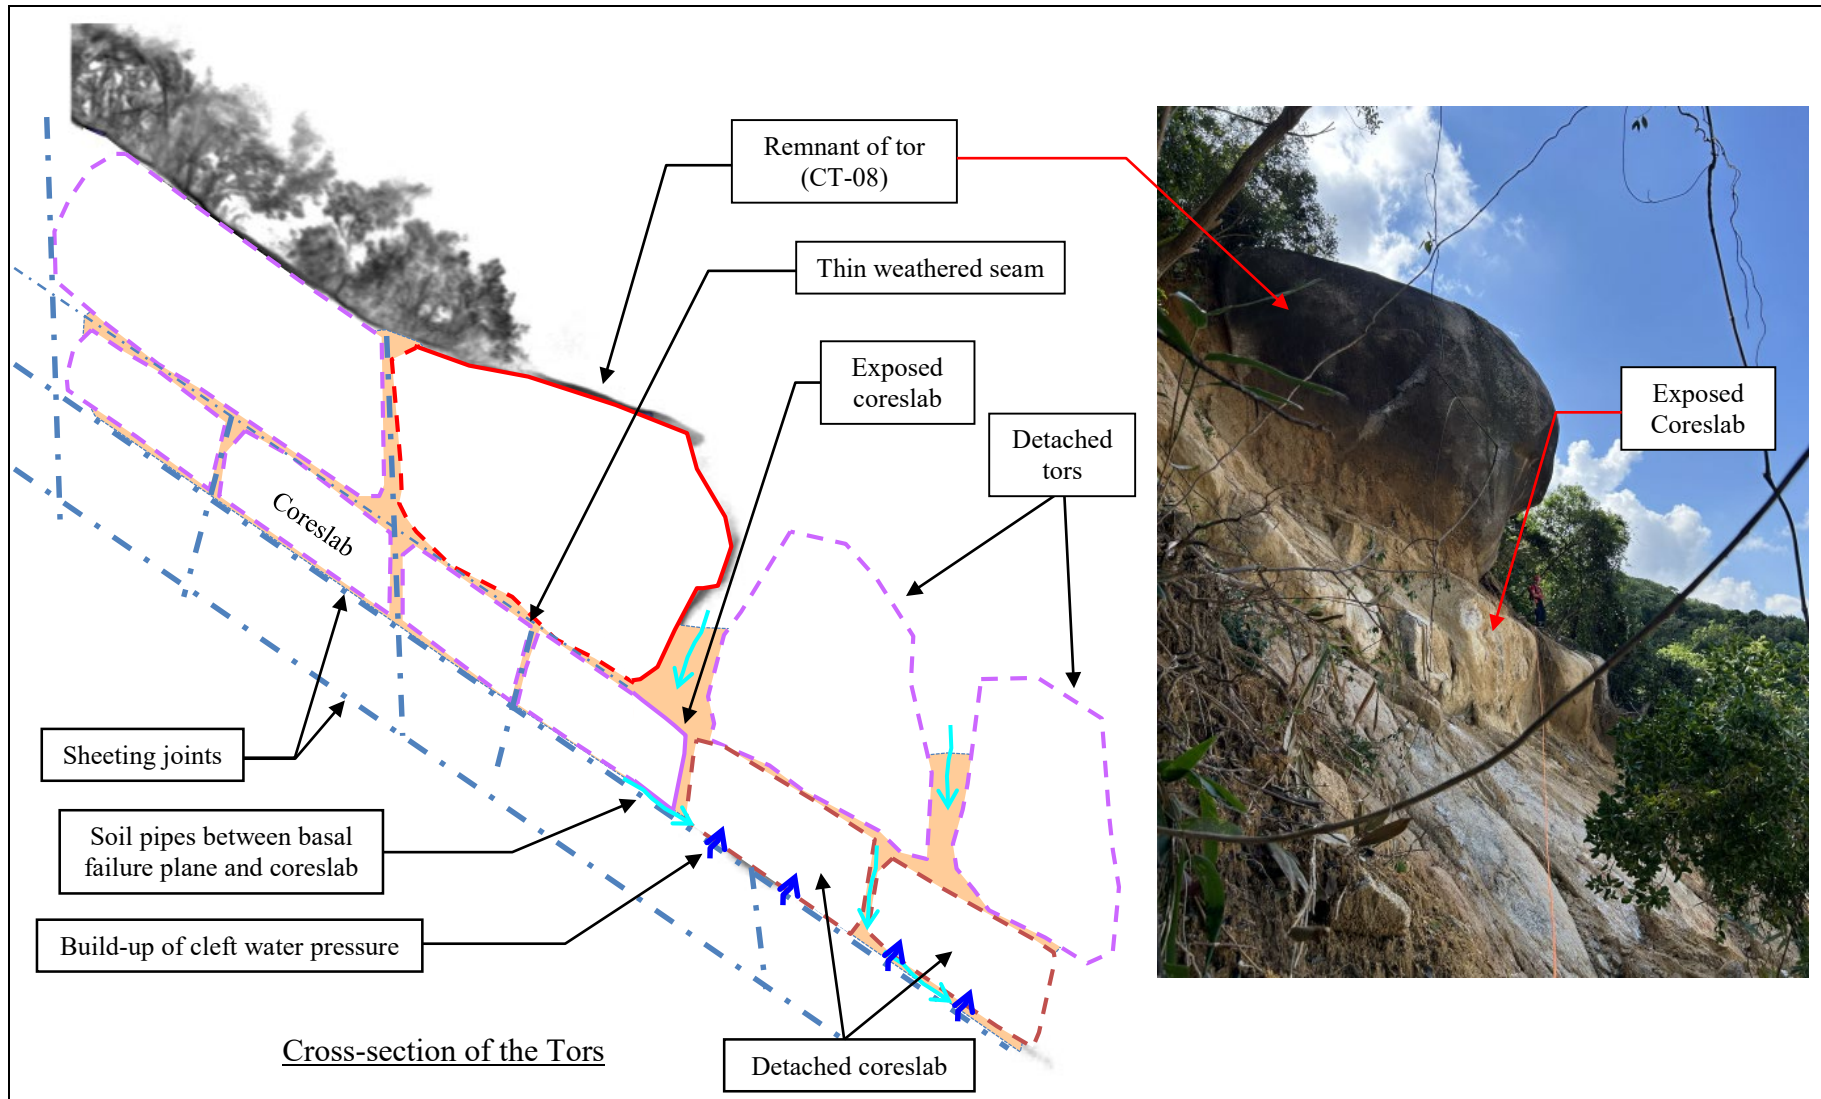 Remnant of tor
(CT-08)
Thin weathered seam
Exposed
coreslab
Detached
tors
Exposed
Coreslab
Coreslab
Sheeting joints
Soil pipes between basal
failure plane and coreslab
Build-up of cleft water pressure
Cross-section of the Tors
Detached coreslab